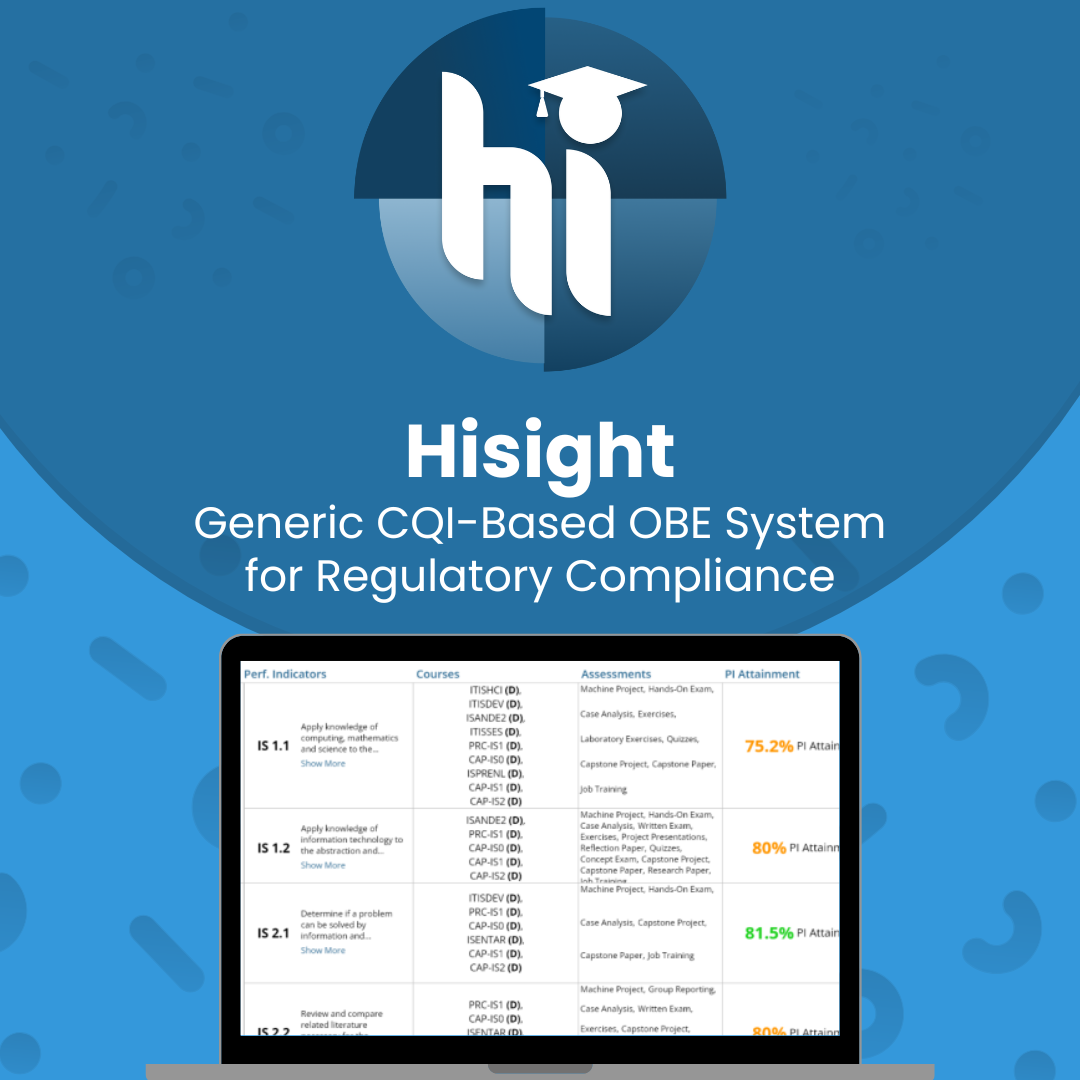 hi
Hisight
Generic CQI-Based OBE System
for Regulatory Compliance
Perf. Indicators Courses Assessments PI Attainment
IS 1.1
Apply knowledge of
computing, mathematics
and science to the...
Show More
ITISHCI (D),
ITISDEV (D),
ISANDE2 (D),
ITISSES (D),
PRC-IS1 (D),
CAP-IS0 (D),
ISPRENL (D),
CAP-IS1 (D),
CAP-IS2 (D)
Machine Project, Hands-On Exam,
Case Analysis, Exercises,
Laboratory Exercises, Quizzes,
Capstone Project, Capstone Paper,
Job Training
75.2% PI Attain
IS 1.2
Apply knowledge of
information technology to
the abstraction and...
Show More
ISANDE2 (D),
PRC-IS1 (D),
CAP-IS0 (D),
CAP-IS1 (D),
CAP-IS2 (D)
Machine Project, Hands-On Exam,
Case Analysis, Written Exam,
Exercises, Project Presentations,
Reflection Paper, Quizzes,
Concept Exam, Capstone Project,
Capstone Paper, Research Paper,
Job Training
80% PI Attainm
IS 2.1
Determine if a problem
can be solved by
information and...
Show More
ITISDEV (D),
PRC-IS1 (D),
CAP-IS0 (D),
ISENTAR (D),
CAP-IS1 (D),
CAP-IS2 (D)
Machine Project, Hands-On Exam,
Case Analysis, Capstone Project,
Capstone Paper, Job Training
81.5% PI Attain
IS 2.2
Review and compare
related literature
PRC-IS1 (D),
CAP-IS0 (D),
ISENTAR (D),
Machine Project, Group Reporting,
Case Analysis, Written Exam,
Exercises, Capstone Project,
80% PI Attainm